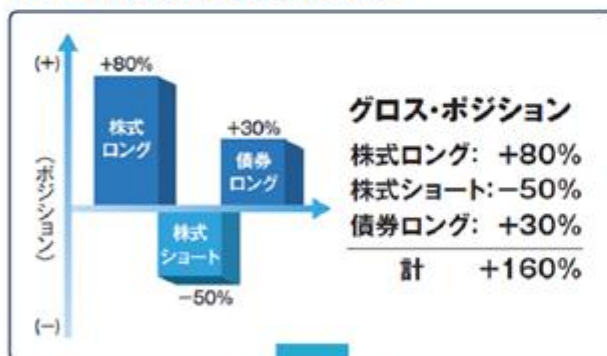 (+)
+80%
株式
ロング
+30%
債券
ロング
(ポジション)
株式
ショート
−50%
(−)
グロス・ポジション
株式ロング: +80%
株式ショート:−50%
債券ロング: +30%
計 +160%